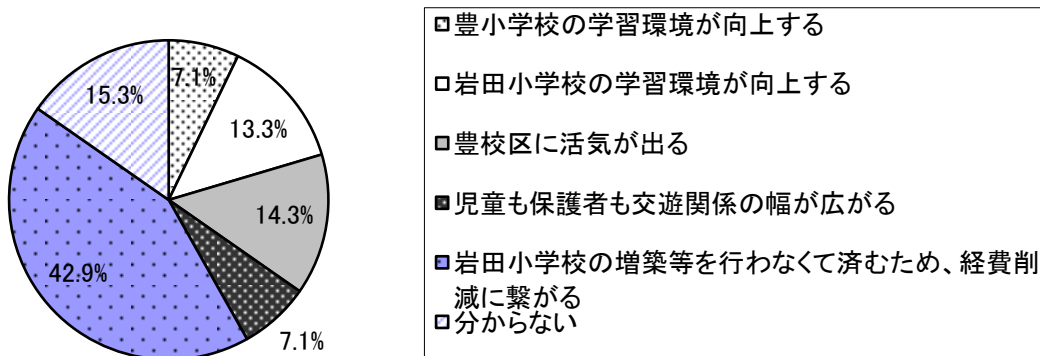 7.1%
13.3%
14.3%
7.1%
42.9%
15.3%
豊小学校の学習環境が向上する
岩田小学校の学習環境が向上する
豊校区に活気が出る
児童も保護者も交遊関係の幅が広がる
岩田小学校の増築等を行わなくて済むため、経費削
減に繋がる
分からない